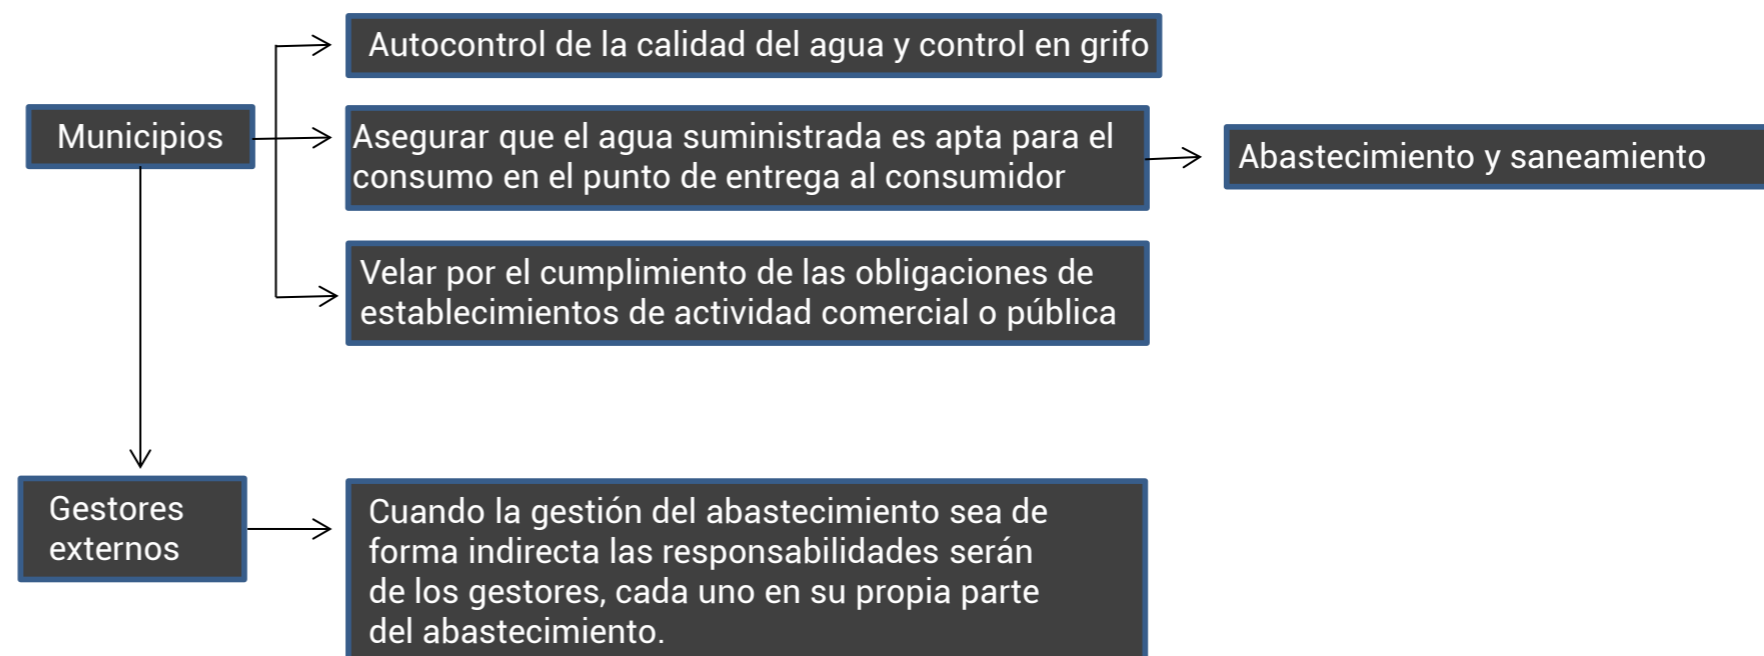 Autocontrol de la calidad del agua y control en grifo
Municipios
Asegurar que el agua suministrada es apta para el
consumo en el punto de entrega al consumidor
Abastecimiento y saneamiento
Velar por el cumplimiento de las obligaciones de
establecimientos de actividad comercial o pública
Gestores
externos
Cuando la gestión del abastecimiento sea de
forma indirecta las responsabilidades serán
de los gestores, cada uno en su propia parte
del abastecimiento.